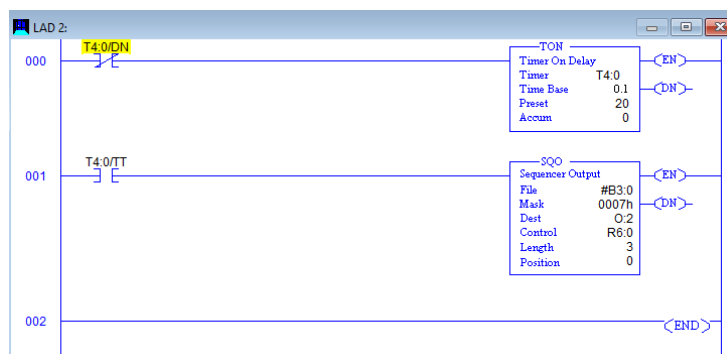 LAD 2:
T4:0/DN
000
TON
Timer On Delay
Timer T4:0
Time Base 0.1
Preset 20
Accum 0
EN
DN
T4:0/TT
001
SQO
Sequencer Output
File #B3:0
Mask 0007h
Dest O:2
Control R6:0
Length 3
Position 0
EN
DN
002
END